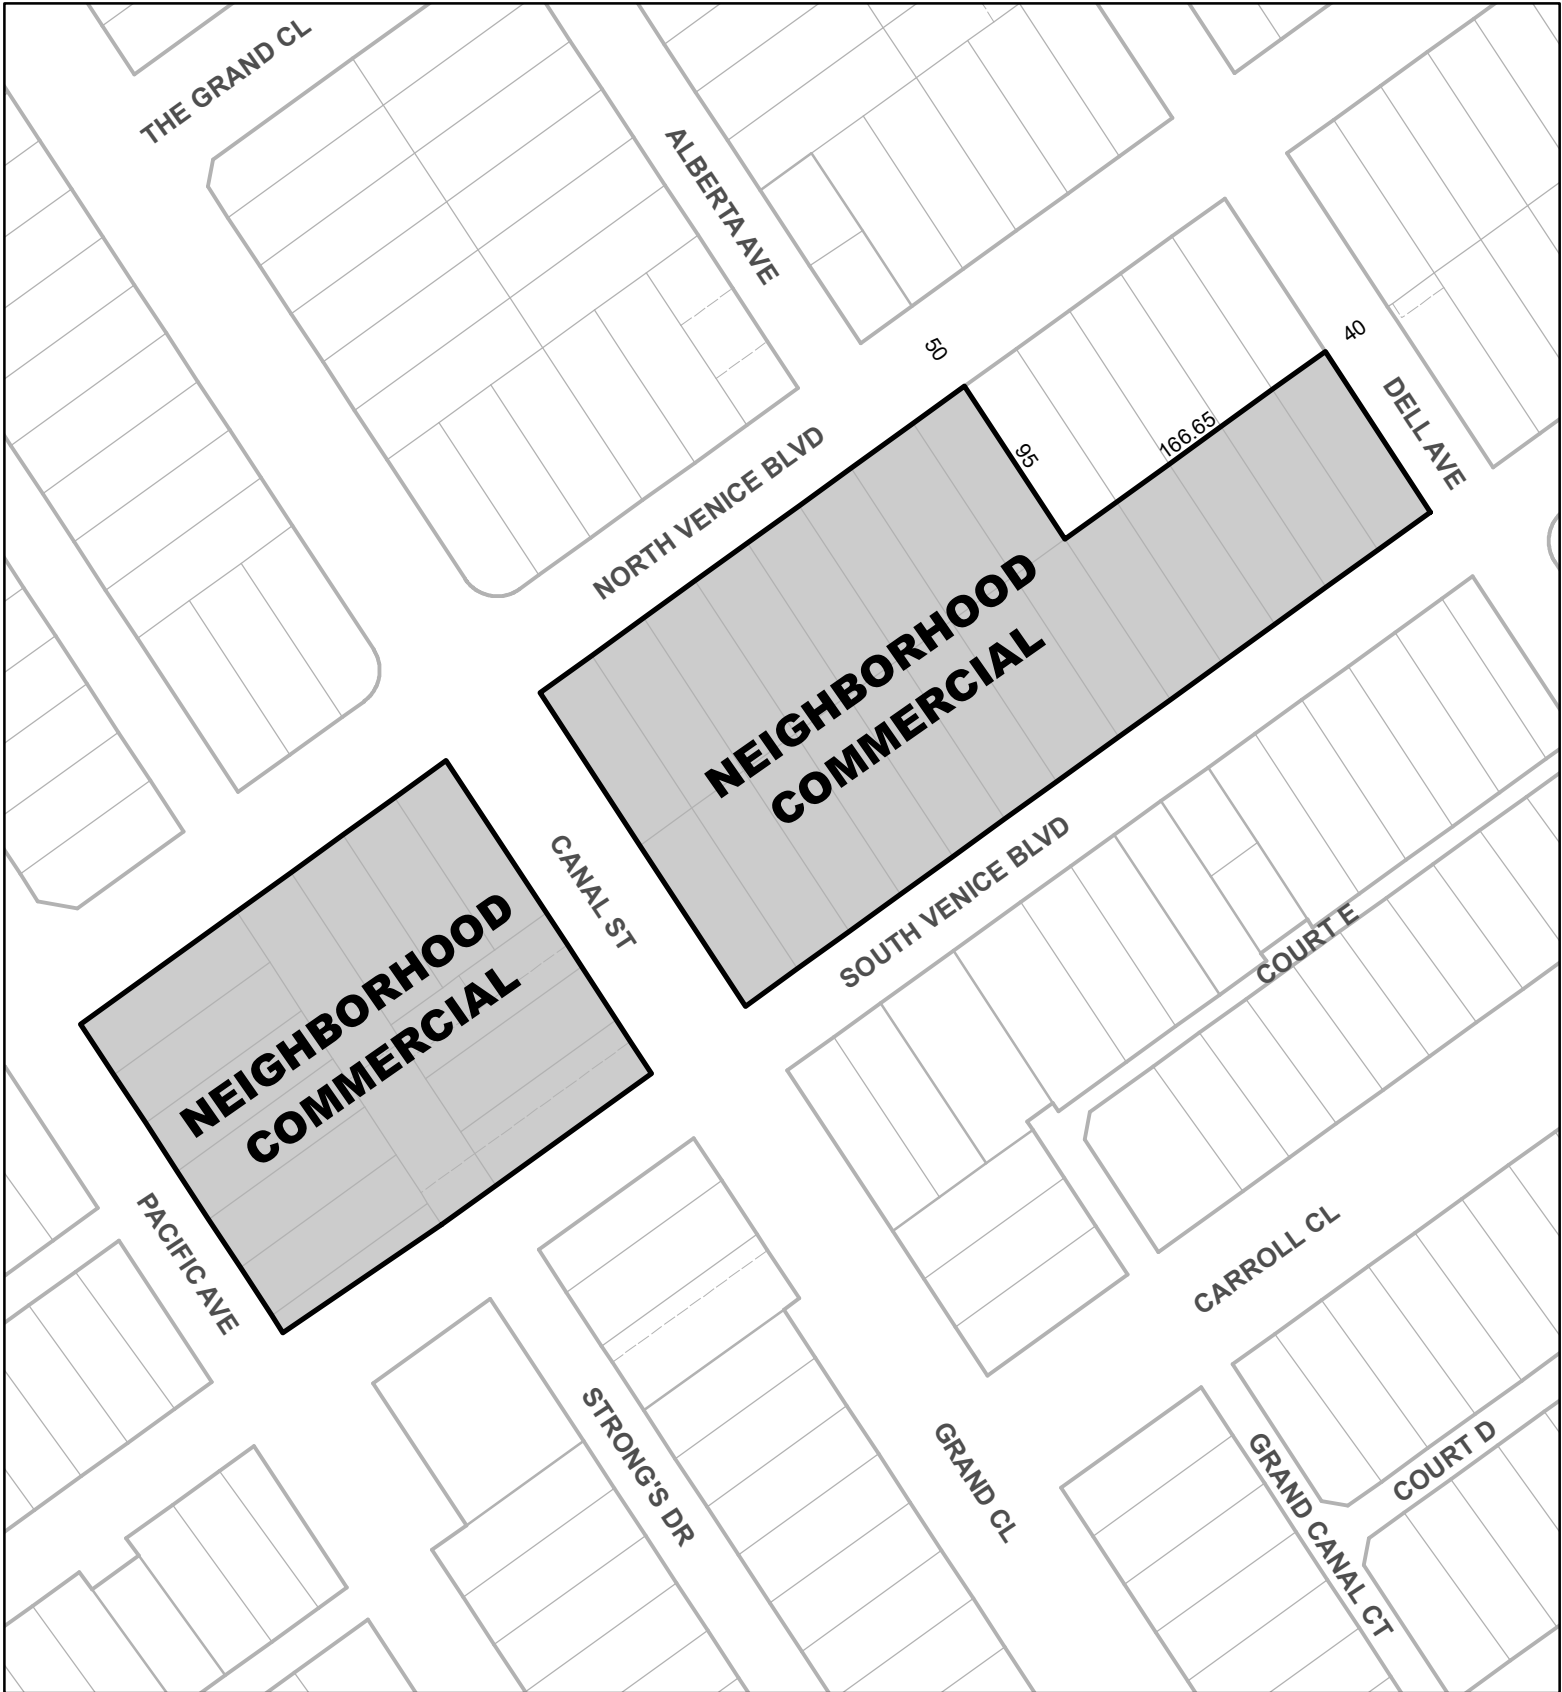 THE GRAND CL
ALBERTA AVE
50
40
DELL AVE
95
166.65
NORTH VENICE BLVD
NEIGHBORHOOD
COMMERCIAL
CANAL ST
SOUTH VENICE BLVD
NEIGHBORHOOD
COMMERCIAL
COURT E
PACIFIC AVE
CARROLL CL
STRONG'S DR
GRAND CL
GRAND CANAL CT
COURT D